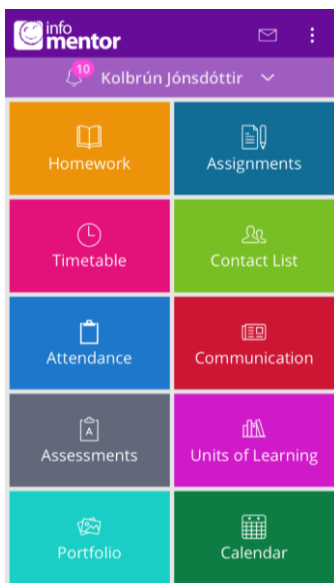 info
mentor
10
Kolbrún Jónsdóttir
Homework
Assignments
Timetable
Contact List
Attendance
Communication
A
Assessments
Units of Learning
Portfolio
Calendar